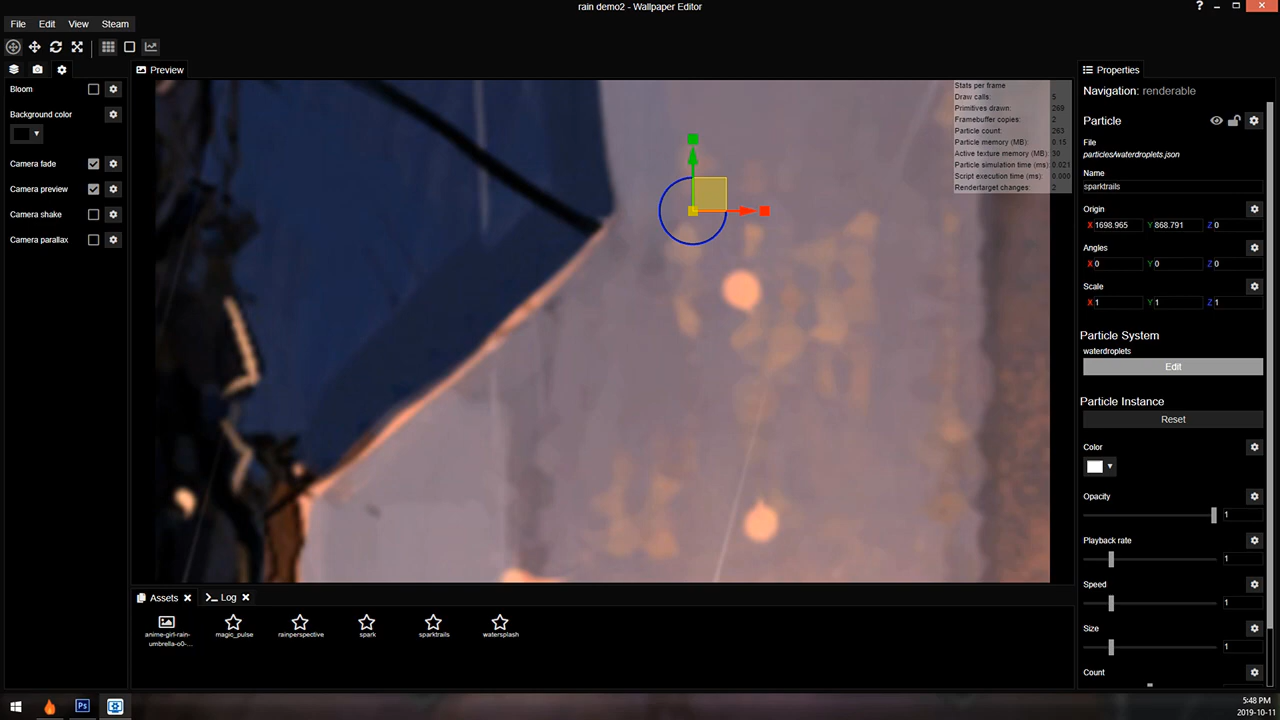 rain demo2 - Wallpaper Editor
?
File Edit View Steam
Preview
Properties
Bloom
Background color
Camera fade
Camera preview
Camera shake
Camera parallax
Stats per frame
Draw calls: 5
Primitives drawn: 269
Framebuffer copies: 2
Particle count: 263
Particle memory (MB): 0.15
Active texture memory (MB): 30
Particle simulation time (ms): 0.021
Script execution time (ms): 0.000
Rendertarget changes: 2
Navigation: renderable
Particle
File
particles/waterdroplets.json
Name
sparktrails
Origin
X 1698.965 Y 868.791 Z 0
Angles
X 0 Y 0 Z 0
Scale
X 1 Y 1 Z 1
Particle System
waterdroplets
Edit
Particle Instance
Reset
Color
Opacity
1
Playback rate
1
Speed
1
Size
1
Count
Assets Log
anime-girl-rain-
umbrella-o0-...
magic_pulse
rainperspective
spark
sparktrails
watersplash
Ps
5:48 PM
2019-10-11